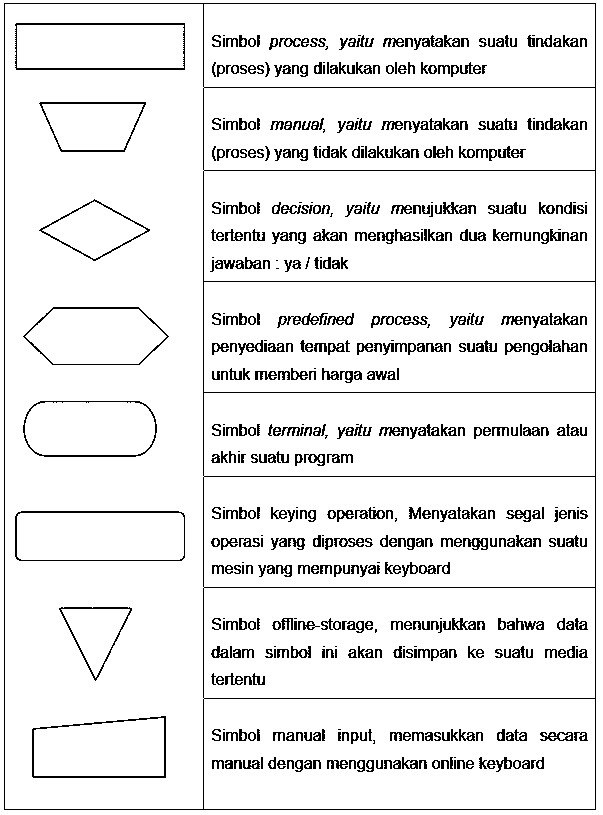 Simbol process, yaitu menyatakan suatu tindakan
(proses) yang dilakukan oleh komputer
Simbol manual, yaitu menyatakan suatu tindakan
(proses) yang tidak dilakukan oleh komputer
Simbol decision, yaitu menujukkan suatu kondisi
tertentu yang akan menghasilkan dua kemungkinan
jawaban : ya / tidak
Simbol predefined process, yaitu menyatakan
penyediaan tempat penyimpanan suatu pengolahan
untuk memberi harga awal
Simbol terminal, yaitu menyatakan permulaan atau
akhir suatu program
Simbol keying operation, Menyatakan segal jenis
operasi yang diproses dengan menggunakan suatu
mesin yang mempunyai keyboard
Simbol offline-storage, menunjukkan bahwa data
dalam simbol ini akan disimpan ke suatu media
tertentu
Simbol manual input, memasukkan data secara
manual dengan menggunakan online keyboard